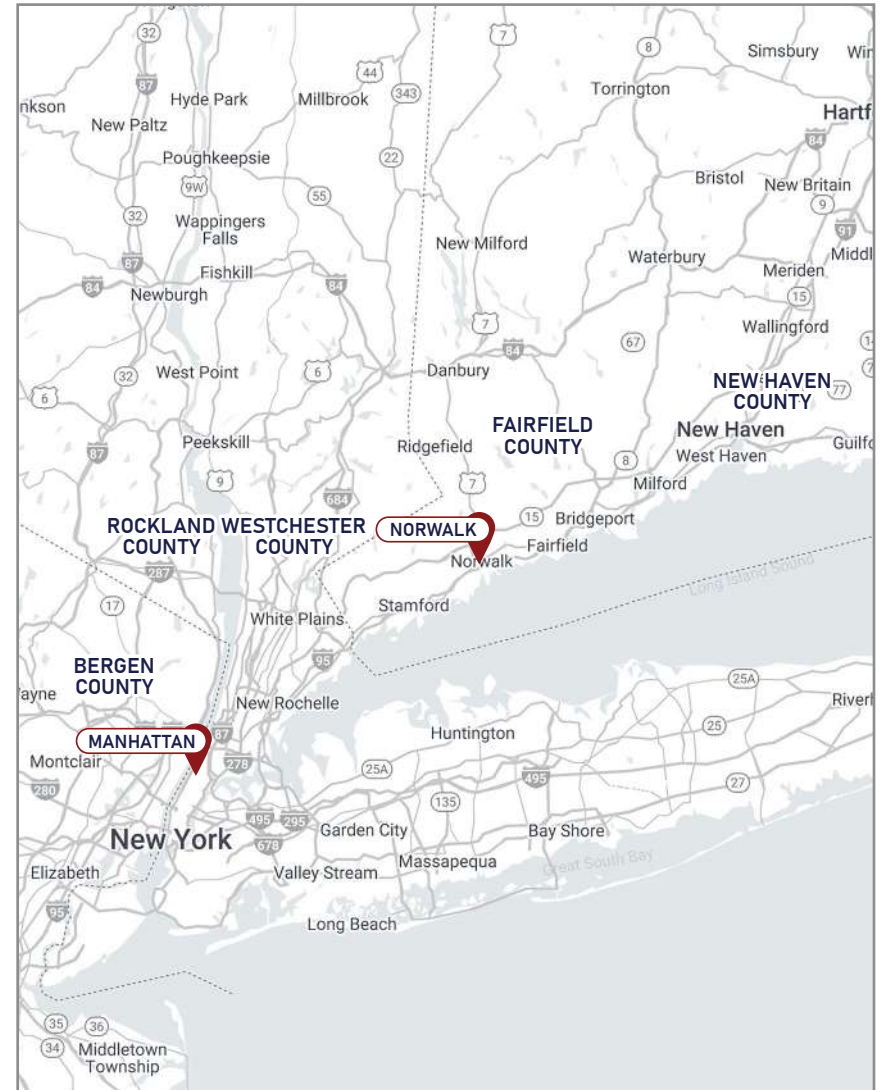 32
7
8
Simsbury
Win
44
87
343
Torrington
nkson
Hyde Park
Millbrook
Hartf
New Paltz
84
22
Poughkeepsie
9W
55
Bristol
New Britain
9
32
Wappingers
Falls
91
New Milford
Waterbury
Middl
87
Fishkill
Meriden
84
84
Newburgh
15
7
Wallingford
67
84
West Point
6
Danbury
32
NEW HAVEN
COUNTY
77
6
FAIRFIELD
COUNTY
New Haven
Peekskill
Ridgefield
Guilfo
87
West Haven
8
9
7
Milford
684
ROCKLAND
COUNTY
WESTCHESTER
COUNTY
NORWALK
15
Bridgeport
Fairfield
Norwalk
287
Long Island Sound
17
Stamford
White Plains
95
BERGEN
COUNTY
25A
ayne
New Rochelle
Riverh
87
25
MANHATTAN
Huntington
Montclair
278
25A
495
27
280
135
495
295
New York
Garden City
Bay Shore
678
Massapequa
Great South Bay
Elizabeth
Valley Stream
95
Long Beach
35
36
34
Middletown
Township